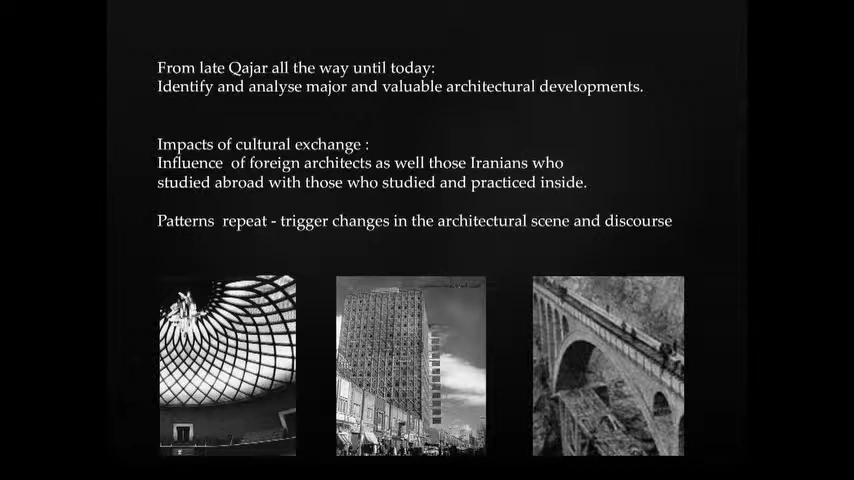 From late Qajar all the way until today:
Identify and analyse major and valuable architectural developments.
Impacts of cultural exchange :
Influence  of foreign architects as well those Iranians who
studied abroad with those who studied and practiced inside.
Patterns  repeat - trigger changes in the architectural scene and discourse